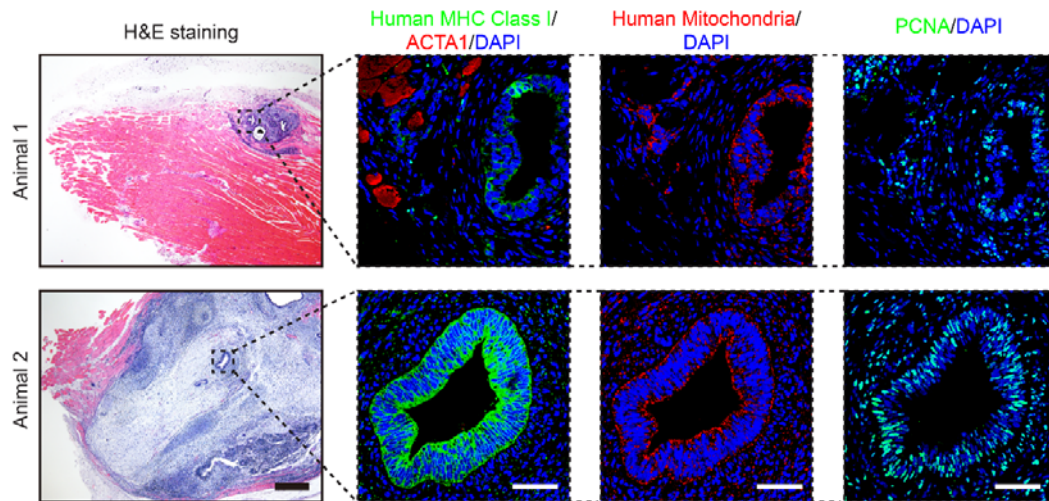 H&E staining
Human MHC Class I/
ACTA1/DAPI
Human Mitochondria/
DAPI
PCNA/DAPI
Animal 1
Animal 2